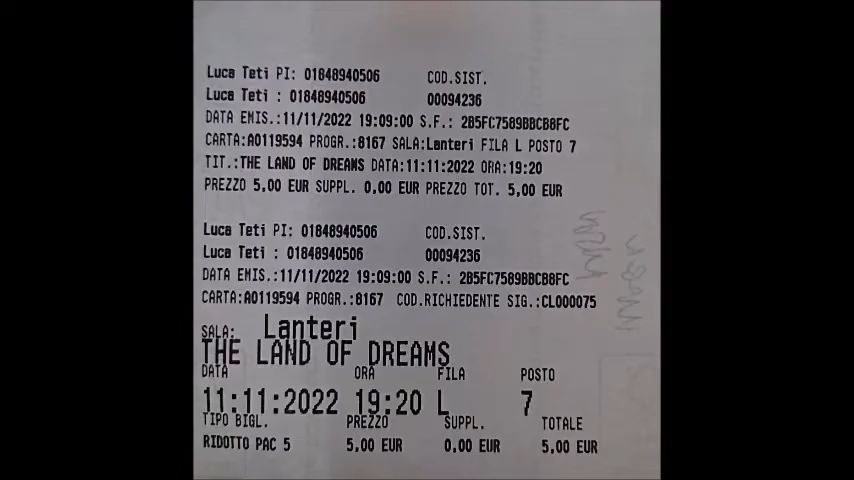 Luca Teti PI: 01848940506 COD.SIST.
Luca Teti : 01848940506 00094236
DATA EMIS.:11/11/2022 19:09:00 S.F.: 2B5FC7589BBCB8FC
CARTA:A0119594 PROGR.:8167 SALA:Lanteri FILA L POSTO 7
TIT.:THE LAND OF DREAMS DATA:11:11:2022 ORA:19:20
PREZZO 5,00 EUR SUPPL. 0,00 EUR PREZZO TOT. 5,00 EUR
Luca Teti PI: 01848940506 COD.SIST.
Luca Teti : 01848940506 00094236
DATA EMIS.:11/11/2022 19:09:00 S.F.: 2B5FC7589BBCB8FC
CARTA:A0119594 PROGR.:8167 COD.RICHIEDENTE SIG.:CL000075
SALA: Lanteri
THE LAND OF DREAMS
DATA ORA FILA POSTO
11:11:2022 19:20 L 7
TIPO BIGL. PREZZO SUPPL. TOTALE
RIDOTTO PAC 5 5.00 EUR 0.00 EUR 5.00 EUR